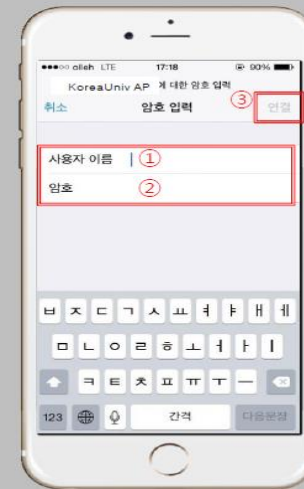 olleh LTE 17:18 90%
KoreaUniv AP 에 대한 암호 입력
취소 암호 입력 ③ 연결
사용자 이름 ①
암호 ②
ㅂ ㅈ ㄷ ㄱ ㅅ ㅛ ㅕ ㅑ ㅐ ㅔ
ㅁ ㄴ ㅇ ㄹ ㅎ ㅗ ㅓ ㅏ ㅣ
ㅋ ㅌ ㅊ ㅍ ㅠ ㅜ ㅡ
123 간격 다음문장